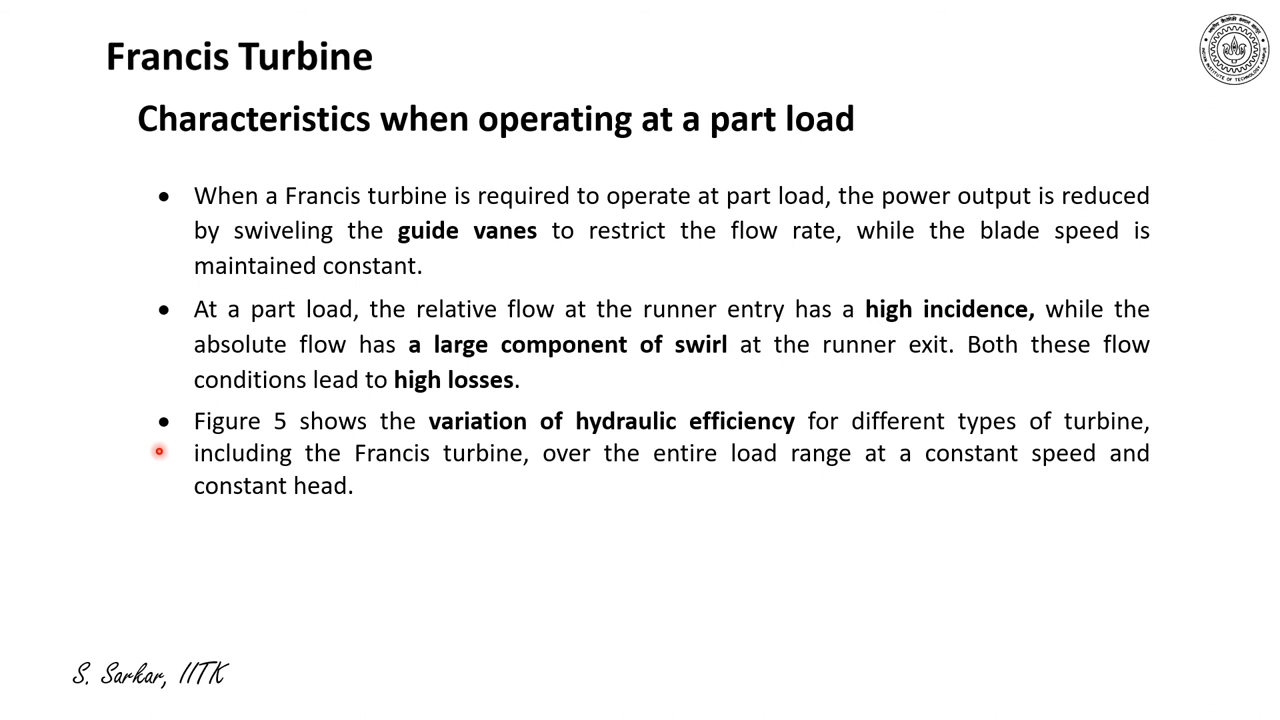 Francis Turbine
Characteristics when operating at a part load
• When a Francis turbine is required to operate at part load, the power output is reduced
by swiveling the guide vanes to restrict the flow rate, while the blade speed is
maintained constant.
• At a part load, the relative flow at the runner entry has a high incidence, while the
absolute flow has a large component of swirl at the runner exit. Both these flow
conditions lead to high losses.
• Figure 5 shows the variation of hydraulic efficiency for different types of turbine,
including the Francis turbine, over the entire load range at a constant speed and
constant head.
S. Sarkar, IITK